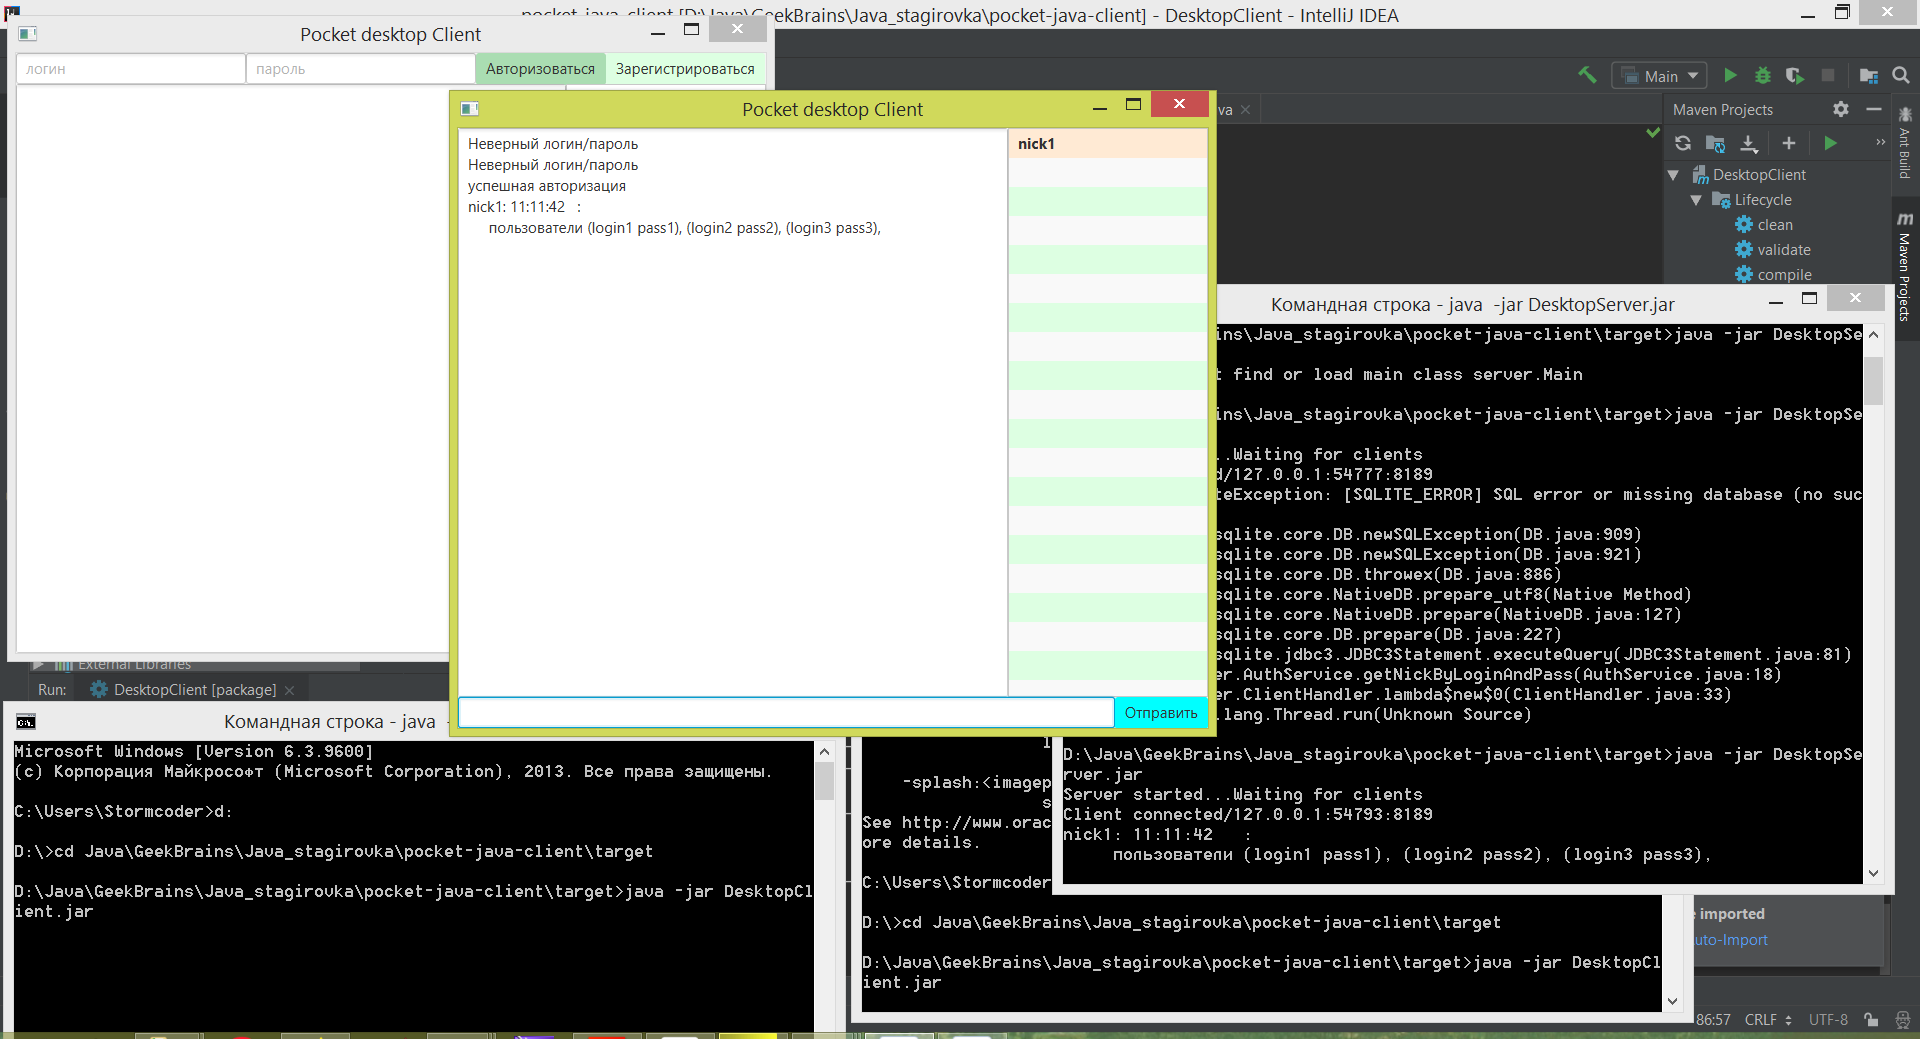 pocket-java-client [D:\Java\GeekBrains\Java_stagirovka\pocket-java-client] - DesktopClient - IntelliJ IDEA
Pocket desktop Client
логин
пароль
Авторизоваться
Зарегистрироваться
Main
va
Maven Projects
DesktopClient
Lifecycle
clean
validate
compile
Ant Build
Maven Projects
Pocket desktop Client
Неверный логин/пароль
Неверный логин/пароль
успешная авторизация
nick1: 11:11:42   :
пользователи (login1 pass1), (login2 pass2), (login3 pass3),
nick1
Отправить
External Libraries
Run:
DesktopClient [package]
Командная строка - java  -jar DesktopServer.jar
ins\Java_stagirovka\pocket-java-client\target>java -jar DesktopSe
t find or load main class server.Main
ins\Java_stagirovka\pocket-java-client\target>java -jar DesktopSe
..Waiting for clients
d/127.0.0.1:54777:8189
teException: [SQLITE_ERROR] SQL error or missing database (no suc
sqlite.core.DB.newSQLException(DB.java:909)
sqlite.core.DB.newSQLException(DB.java:921)
sqlite.core.DB.throwex(DB.java:886)
sqlite.core.NativeDB.prepare_utf8(Native Method)
sqlite.core.NativeDB.prepare(NativeDB.java:127)
sqlite.core.DB.prepare(DB.java:227)
sqlite.jdbc3.JDBC3Statement.executeQuery(JDBC3Statement.java:81)
er.AuthService.getNickByLoginAndPass(AuthService.java:18)
er.ClientHandler.lambda$new$0(ClientHandler.java:33)
.lang.Thread.run(Unknown Source)
D:\Java\GeekBrains\Java_stagirovka\pocket-java-client\target>java -jar DesktopSe
rver.jar
Server started...Waiting for clients
Client connected/127.0.0.1:54793:8189
nick1: 11:11:42   :
пользователи (login1 pass1), (login2 pass2), (login3 pass3),
Командная строка - java -
Microsoft Windows [Version 6.3.9600]
(c) Корпорация Майкрософт (Microsoft Corporation), 2013. Все права защищены.
C:\Users\Stormcoder>d:
D:\>cd Java\GeekBrains\Java_stagirovka\pocket-java-client\target
D:\Java\GeekBrains\Java_stagirovka\pocket-java-client\target>java -jar DesktopCl
ient.jar
-splash:<imagep
s
See http://www.orac
ore details.
C:\Users\Stormcoder
D:\>cd Java\GeekBrains\Java_stagirovka\pocket-java-client\target
D:\Java\GeekBrains\Java_stagirovka\pocket-java-client\target>java -jar DesktopCl
ient.jar
e imported
uto-Import
86:57
CRLF
UTF-8